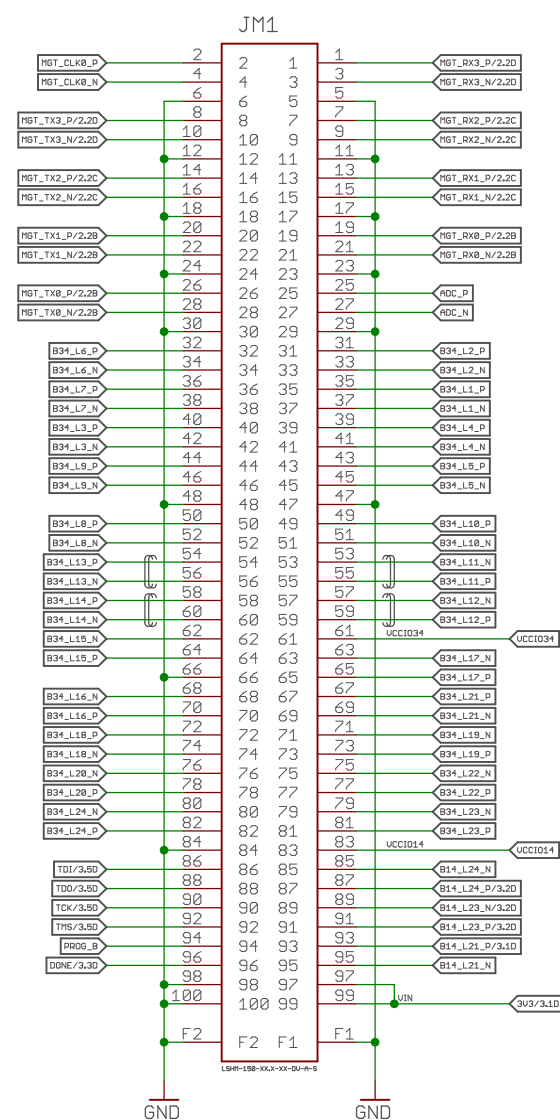 JM1
MGT_CLK0_P 2 2 1 1 MGT_RX3_P/2.2D
MGT_CLK0_N 4 4 3 3 MGT_RX3_N/2.2D
6 6 5 5
MGT_TX3_P/2.2D 8 8 7 7 MGT_RX2_P/2.2C
MGT_TX3_N/2.2D 10 10 9 9 MGT_RX2_N/2.2C
12 12 11 11
MGT_TX2_P/2.2C 14 14 13 13 MGT_RX1_P/2.2C
MGT_TX2_N/2.2C 16 16 15 15 MGT_RX1_N/2.2C
18 18 17 17
MGT_TX1_P/2.2B 20 20 19 19 MGT_RX0_P/2.2B
MGT_TX1_N/2.2B 22 22 21 21 MGT_RX0_N/2.2B
24 24 23 23
MGT_TX0_P/2.2B 26 26 25 25 ADC_P
MGT_TX0_N/2.2B 28 28 27 27 ADC_N
30 30 29 29
B34_L6_P 32 32 31 31 B34_L2_P
B34_L6_N 34 34 33 33 B34_L2_N
B34_L7_P 36 36 35 35 B34_L1_P
B34_L7_N 38 38 37 37 B34_L1_N
B34_L3_P 40 40 39 39 B34_L4_P
B34_L3_N 42 42 41 41 B34_L4_N
B34_L9_P 44 44 43 43 B34_L5_P
B34_L9_N 46 46 45 45 B34_L5_N
48 48 47 47
B34_L8_P 50 50 49 49 B34_L10_P
B34_L8_N 52 52 51 51 B34_L10_N
B34_L13_P 54 54 53 53 B34_L11_N
B34_L13_N 56 56 55 55 B34_L11_P
B34_L14_P 58 58 57 57 B34_L12_N
B34_L14_N 60 60 59 59 B34_L12_P
B34_L15_N 62 62 61 61 VCCIO34 VCCIO34
B34_L15_P 64 64 63 63 B34_L17_N
66 66 65 65 B34_L17_P
B34_L16_N 68 68 67 67 B34_L21_P
B34_L16_P 70 70 69 69 B34_L21_N
B34_L18_P 72 72 71 71 B34_L19_N
B34_L18_N 74 74 73 73 B34_L19_P
B34_L20_N 76 76 75 75 B34_L22_N
B34_L20_P 78 78 77 77 B34_L22_P
B34_L24_N 80 80 79 79 B34_L23_N
B34_L24_P 82 82 81 81 B34_L23_P
84 84 83 83 VCCIO14 VCCIO14
TDI/3.5D 86 86 85 85 B14_L24_N
TDO/3.5D 88 88 87 87 B14_L24_P/3.2D
TCK/3.5D 90 90 89 89 B14_L23_N/3.2D
TMS/3.5D 92 92 91 91 B14_L23_P/3.2D
PROG_B 94 94 93 93 B14_L21_P/3.1D
DONE/3.3D 96 96 95 95 B14_L21_N
98 98 97 97
100 100 99 99 VIN 3V3/3.1D
F2 F2 F1 F1
LSHM-150-XX.X-XX-DV-A-S
GND GND